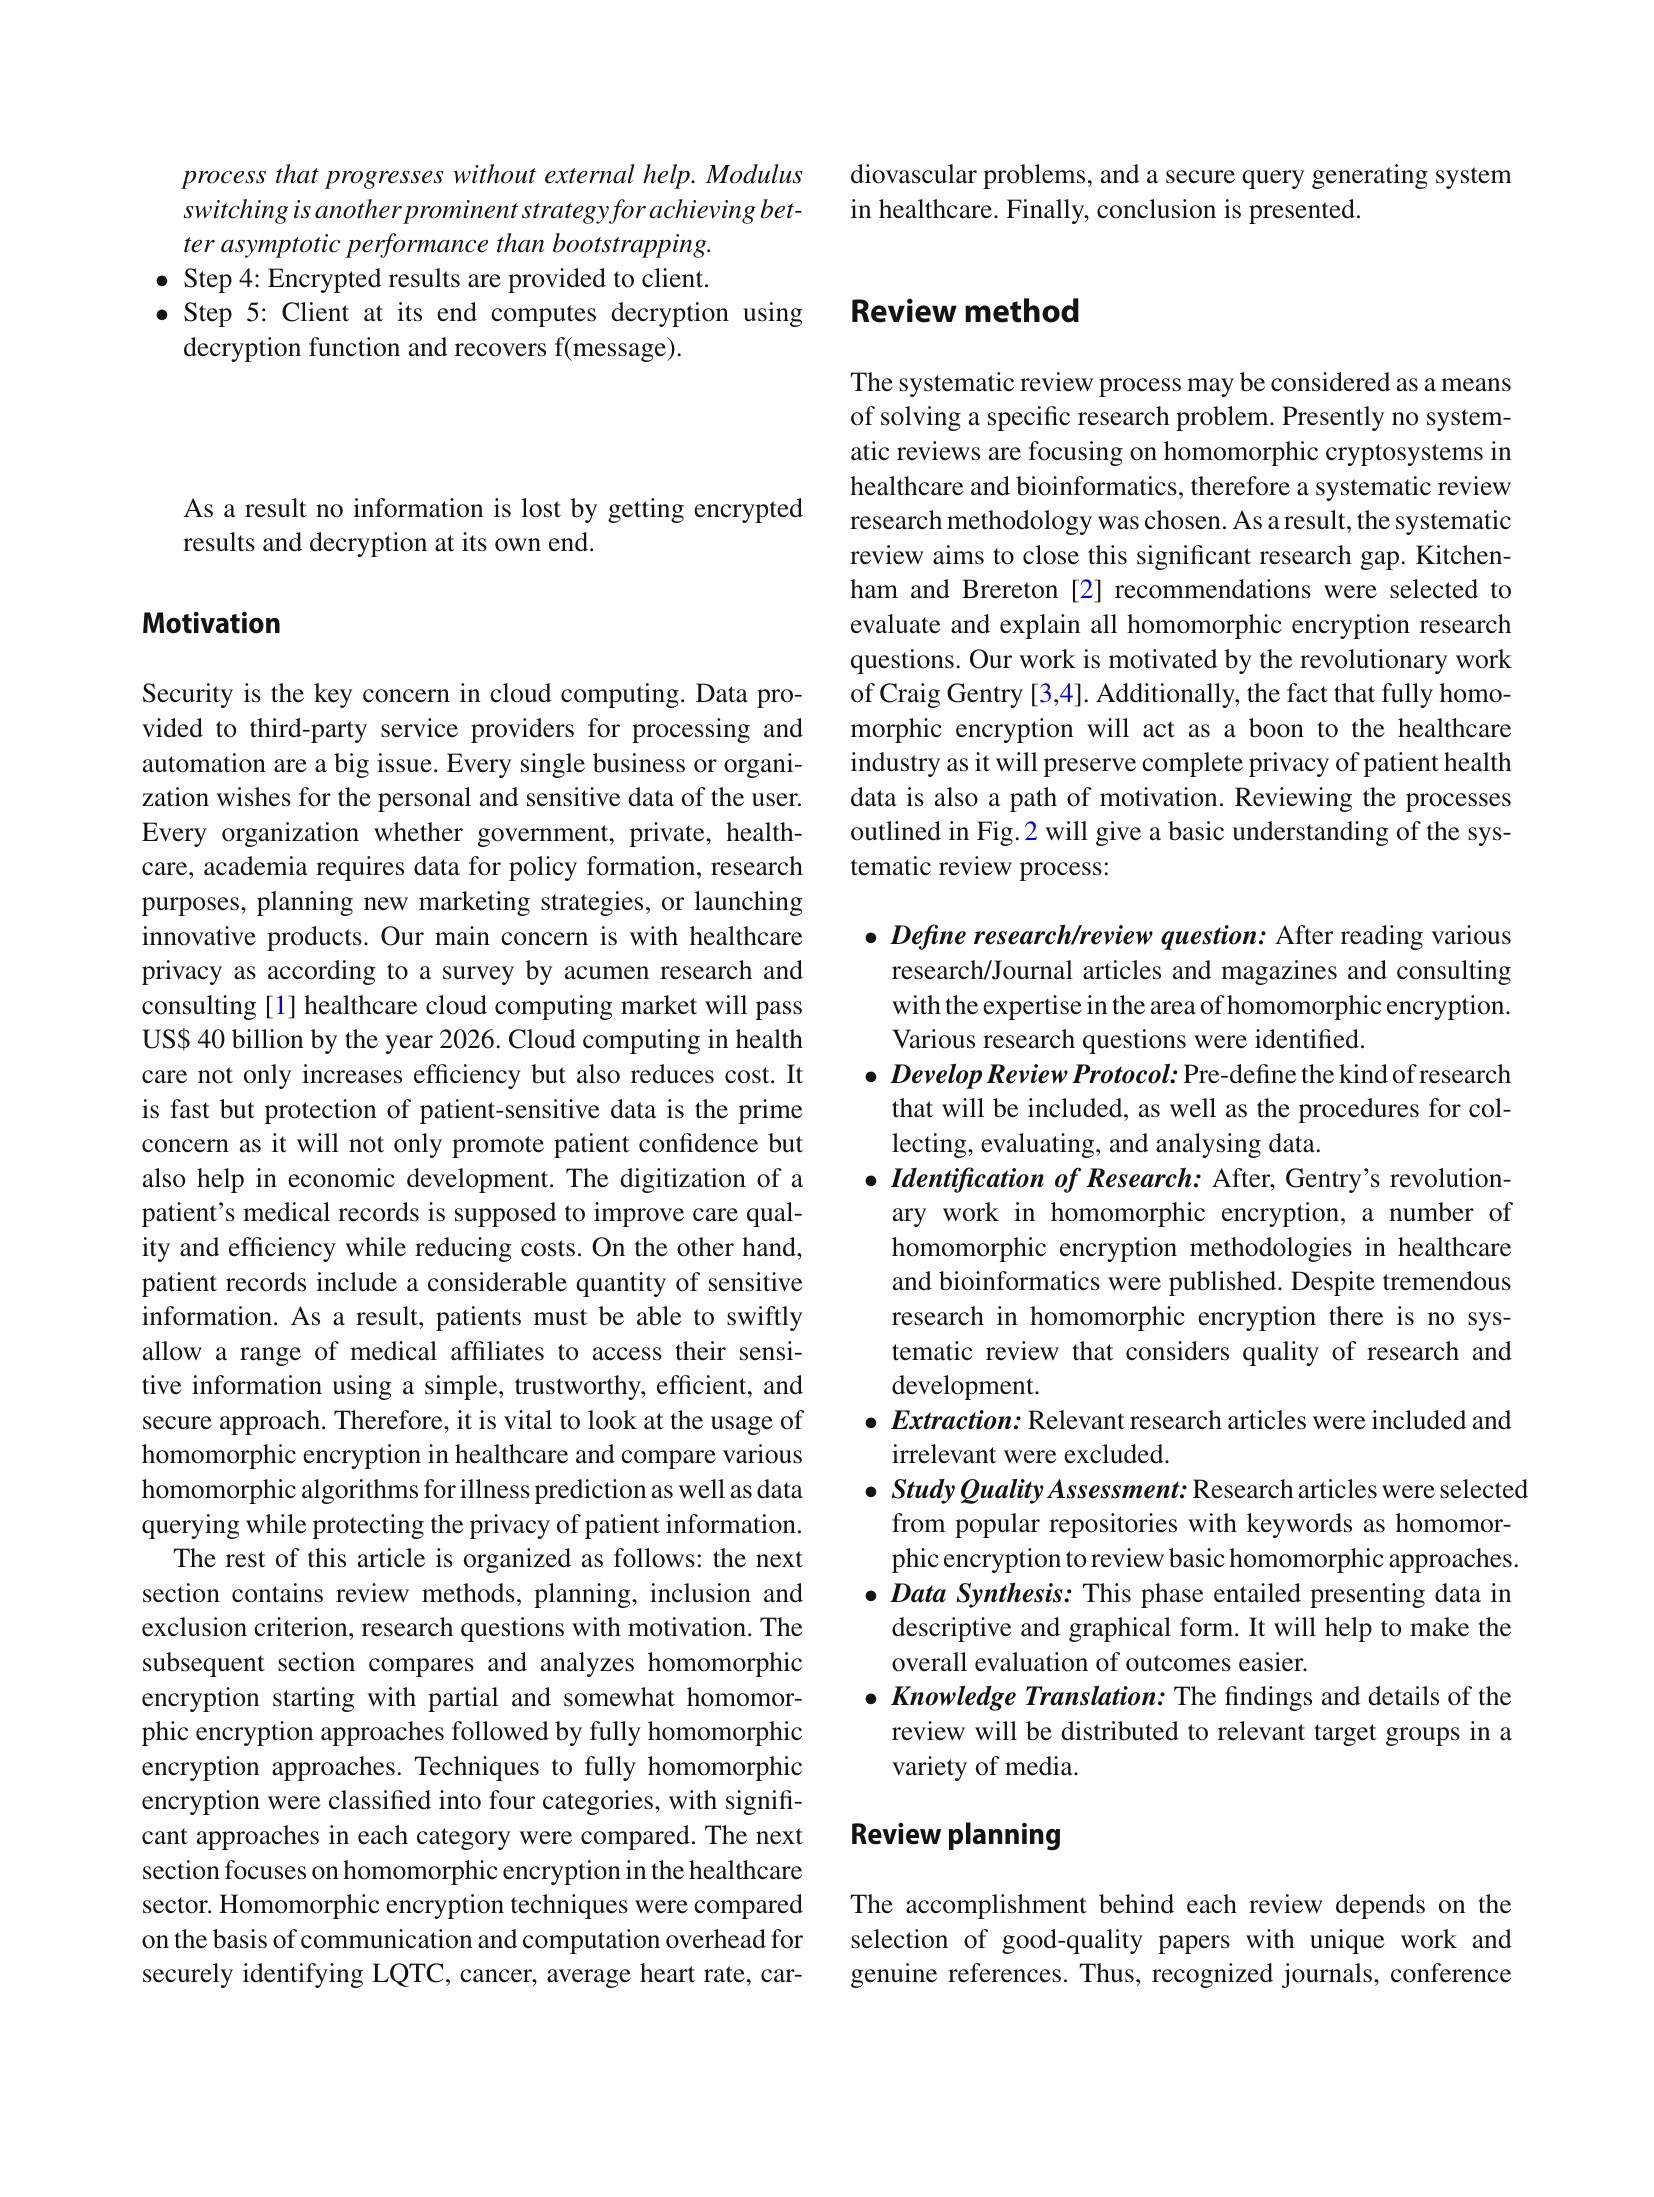 process that progresses without external help. Modulus
switching is another prominent strategy for achieving bet-
ter asymptotic performance than bootstrapping.
• Step 4: Encrypted results are provided to client.
• Step 5: Client at its end computes decryption using
decryption function and recovers f(message).
As a result no information is lost by getting encrypted
results and decryption at its own end.
Motivation
Security is the key concern in cloud computing. Data pro-
vided to third-party service providers for processing and
automation are a big issue. Every single business or organi-
zation wishes for the personal and sensitive data of the user.
Every organization whether government, private, health-
care, academia requires data for policy formation, research
purposes, planning new marketing strategies, or launching
innovative products. Our main concern is with healthcare
privacy as according to a survey by acumen research and
consulting [1] healthcare cloud computing market will pass
US$ 40 billion by the year 2026. Cloud computing in health
care not only increases efficiency but also reduces cost. It
is fast but protection of patient-sensitive data is the prime
concern as it will not only promote patient confidence but
also help in economic development. The digitization of a
patient's medical records is supposed to improve care qual-
ity and efficiency while reducing costs. On the other hand,
patient records include a considerable quantity of sensitive
information. As a result, patients must be able to swiftly
allow a range of medical affiliates to access their sensi-
tive information using a simple, trustworthy, efficient, and
secure approach. Therefore, it is vital to look at the usage of
homomorphic encryption in healthcare and compare various
homomorphic algorithms for illness prediction as well as data
querying while protecting the privacy of patient information.
The rest of this article is organized as follows: the next
section contains review methods, planning, inclusion and
exclusion criterion, research questions with motivation. The
subsequent section compares and analyzes homomorphic
encryption starting with partial and somewhat homomor-
phic encryption approaches followed by fully homomorphic
encryption approaches. Techniques to fully homomorphic
encryption were classified into four categories, with signifi-
cant approaches in each category were compared. The next
section focuses on homomorphic encryption in the healthcare
sector. Homomorphic encryption techniques were compared
on the basis of communication and computation overhead for
securely identifying LQTC, cancer, average heart rate, car-
diovascular problems, and a secure query generating system
in healthcare. Finally, conclusion is presented.
Review method
The systematic review process may be considered as a means
of solving a specific research problem. Presently no system-
atic reviews are focusing on homomorphic cryptosystems in
healthcare and bioinformatics, therefore a systematic review
research methodology was chosen. As a result, the systematic
review aims to close this significant research gap. Kitchen-
ham and Brereton [2] recommendations were selected to
evaluate and explain all homomorphic encryption research
questions. Our work is motivated by the revolutionary work
of Craig Gentry [3,4]. Additionally, the fact that fully homo-
morphic encryption will act as a boon to the healthcare
industry as it will preserve complete privacy of patient health
data is also a path of motivation. Reviewing the processes
outlined in Fig. 2 will give a basic understanding of the sys-
tematic review process:
• Define research/review question: After reading various
research/Journal articles and magazines and consulting
with the expertise in the area of homomorphic encryption.
Various research questions were identified.
• Develop Review Protocol: Pre-define the kind of research
that will be included, as well as the procedures for col-
lecting, evaluating, and analysing data.
• Identification of Research: After, Gentry's revolution-
ary work in homomorphic encryption, a number of
homomorphic encryption methodologies in healthcare
and bioinformatics were published. Despite tremendous
research in homomorphic encryption there is no sys-
tematic review that considers quality of research and
development.
• Extraction: Relevant research articles were included and
irrelevant were excluded.
• Study Quality Assessment: Research articles were selected
from popular repositories with keywords as homomor-
phic encryption to review basic homomorphic approaches.
• Data Synthesis: This phase entailed presenting data in
descriptive and graphical form. It will help to make the
overall evaluation of outcomes easier.
• Knowledge Translation: The findings and details of the
review will be distributed to relevant target groups in a
variety of media.
Review planning
The accomplishment behind each review depends on the
selection of good-quality papers with unique work and
genuine references. Thus, recognized journals, conference